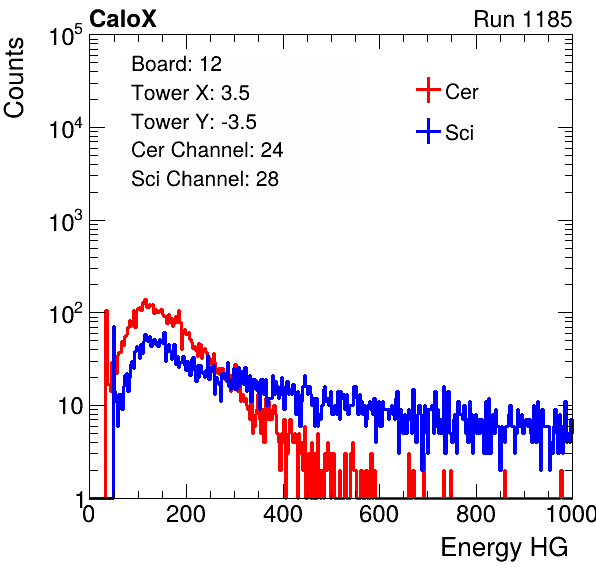 CaloX Run 1185
Counts
10^5
10^4
10^3
10^2
10
1
Board: 12
Tower X: 3.5
Tower Y: -3.5
Cer Channel: 24
Sci Channel: 28
Cer
Sci
0 200 400 600 800 1000
Energy HG